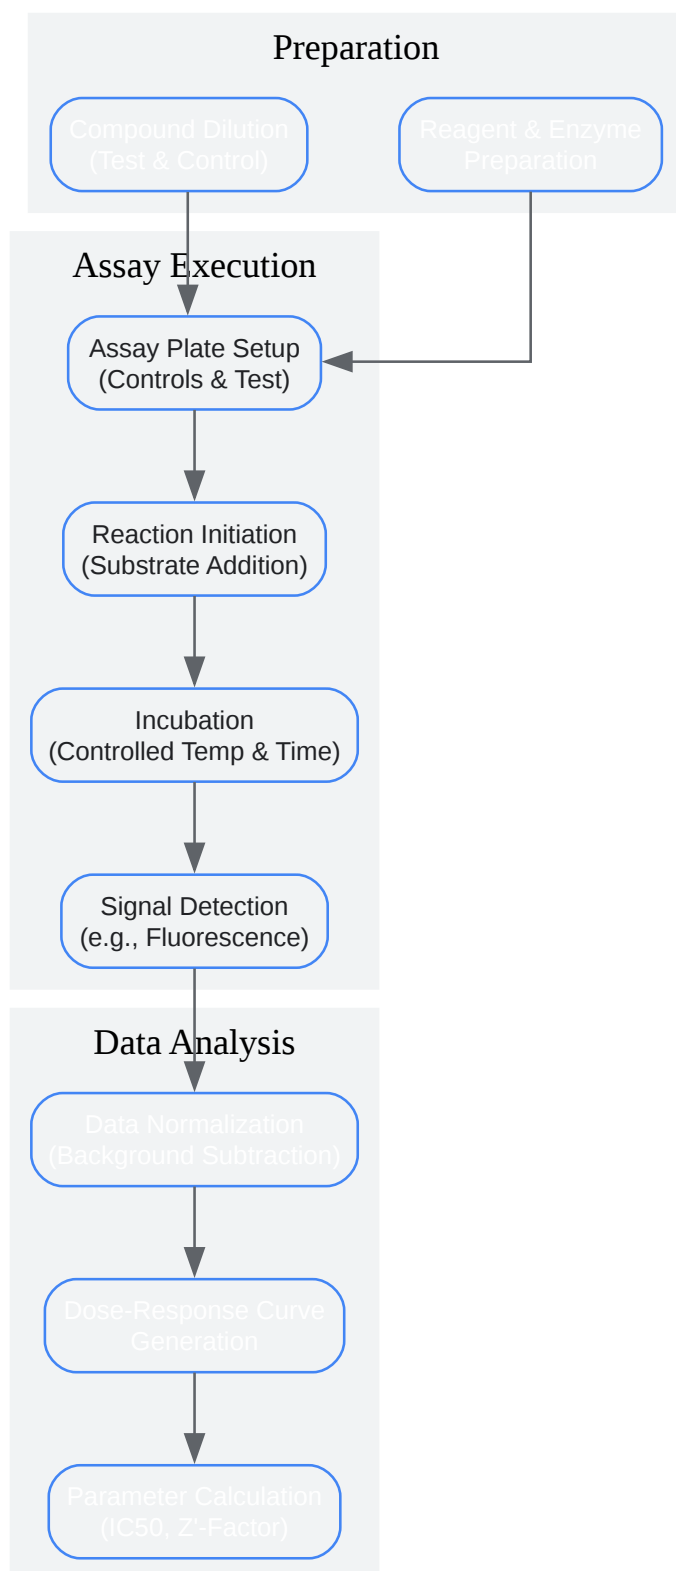 Preparation
Compound Dilution
(Test & Control)
Reagent & Enzyme
Preparation
Assay Execution
Assay Plate Setup
(Controls & Test)
Reaction Initiation
(Substrate Addition)
Incubation
(Controlled Temp & Time)
Signal Detection
(e.g., Fluorescence)
Data Analysis
Data Normalization
(Background Subtraction)
Dose-Response Curve
Generation
Parameter Calculation
(IC50, Z'-Factor)